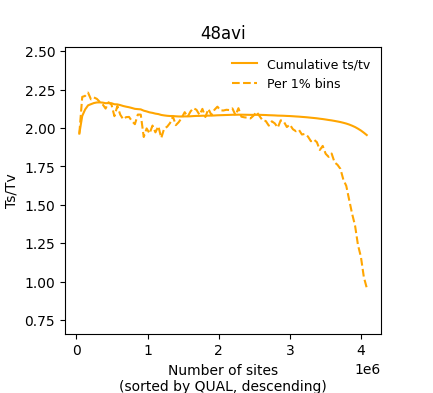 48avi
Cumulative ts/tv
Per 1% bins
Ts/Tv
2.50
2.25
2.00
1.75
1.50
1.25
1.00
0.75
0
1
2
3
4
1e6
Number of sites
(sorted by QUAL, descending)